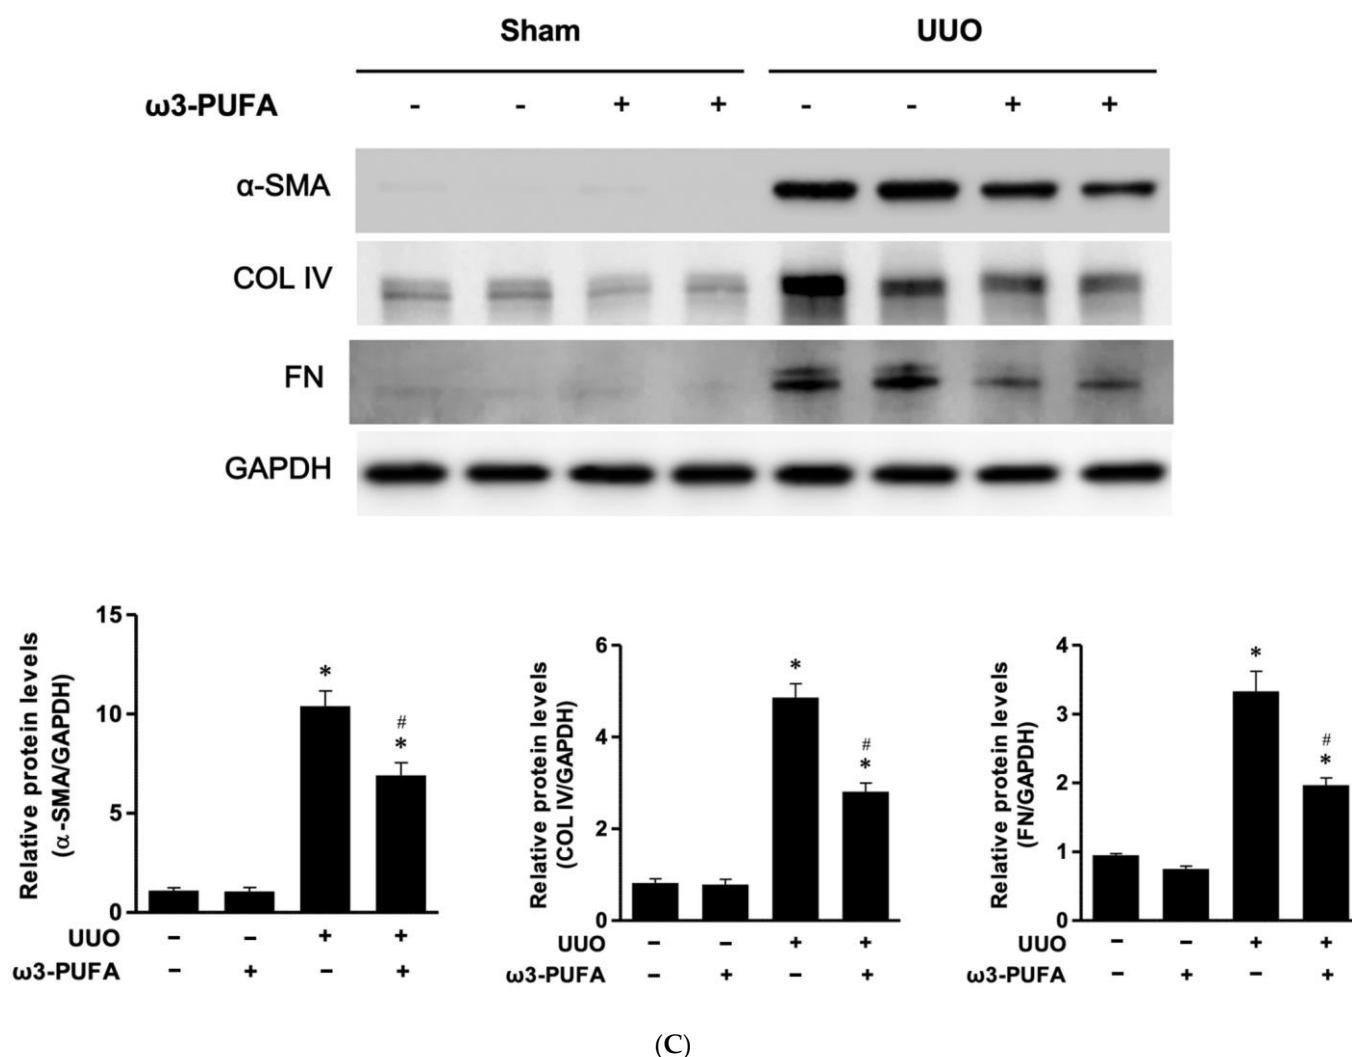 Sham UUO
ω3-PUFA - - + + - - + +
α-SMA
COL IV
FN
GAPDH
Relative protein levels
(α-SMA/GAPDH)
15
10
5
0
*
#
*
UUO - - + +
ω3-PUFA - + - +
Relative protein levels
(COL IV/GAPDH)
6
4
2
0
*
#
*
UUO - - + +
ω3-PUFA - + - +
Relative protein levels
(FN/GAPDH)
4
3
2
1
0
*
#
*
UUO - - + +
ω3-PUFA - + - +
(C)